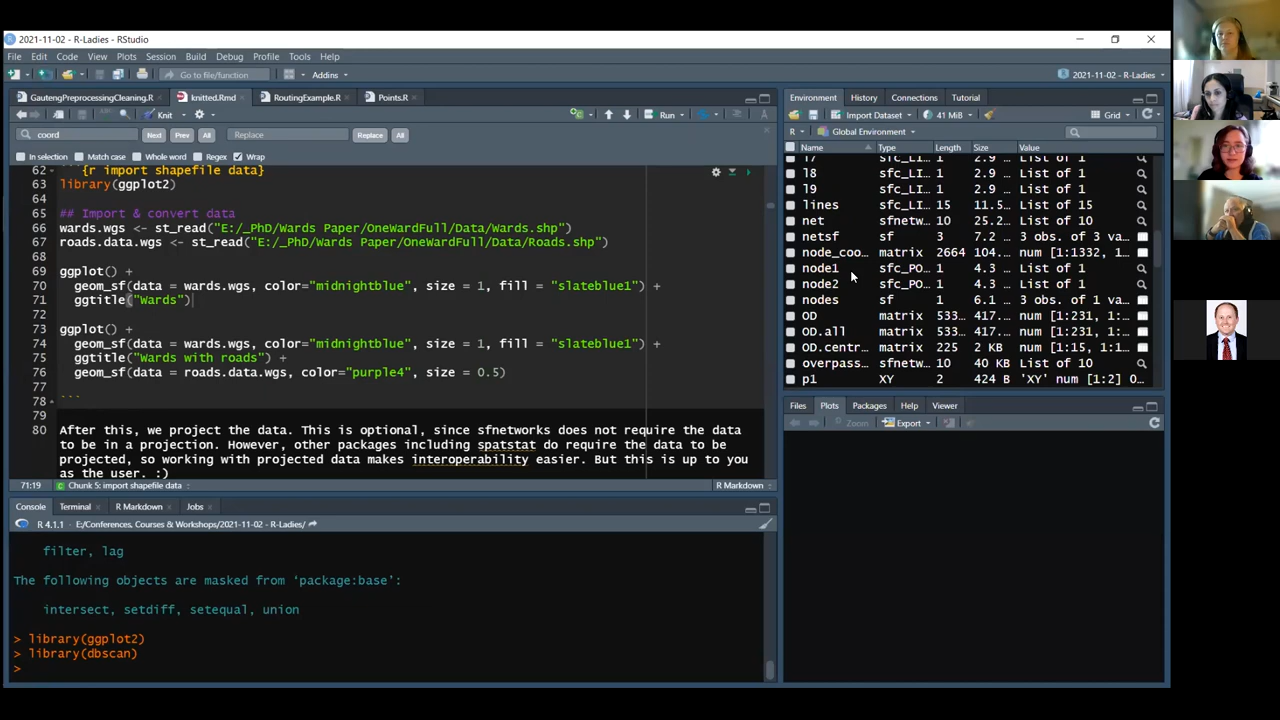 2021-11-02 - R-Ladies - RStudio
File Edit Code View Plots Session Build Debug Profile Tools Help
Go to file/function Addins 2021-11-02 - R-Ladies
GautengPreprocessingCleaning.R knitted.Rmd RoutingExample.R Points.R
Knit Run
coord Next Prev All Replace Replace All
In selection Match case Whole word Regex Wrap
62 ```{r import shapefile data}
63 library(ggplot2)
64
65 ## Import & convert data
66 wards.wgs <- st_read("E:/_PhD/Wards Paper/OneWardFull/Data/Wards.shp")
67 roads.data.wgs <- st_read("E:/_PhD/Wards Paper/OneWardFull/Data/Roads.shp")
68
69 ggplot() +
70 geom_sf(data = wards.wgs, color="midnightblue", size = 1, fill = "slateblue1") +
71 ggtitle("Wards")
72
73 ggplot() +
74 geom_sf(data = wards.wgs, color="midnightblue", size = 1, fill = "slateblue1") +
75 ggtitle("Wards with roads") +
76 geom_sf(data = roads.data.wgs, color="purple4", size = 0.5)
77
78 ```
79
80 After this, we project the data. This is optional, since sfnetworks does not require the data
to be in a projection. However, other packages including spatstat do require the data to be
projected, so working with projected data makes interoperability easier. But this is up to you
as the user. :)
71:19 Chunk 5: import shapefile data R Markdown
Console Terminal R Markdown Jobs
R 4.1.1 · E:/Conferences, Courses & Workshops/2021-11-02 - R-Ladies/
filter, lag
The following objects are masked from ‘package:base’:
intersect, setdiff, setequal, union
> library(ggplot2)
> library(dbscan)
>
Environment History Connections Tutorial
Import Dataset 41 MiB Grid
R Global Environment
Name Type Length Size Value
l7 sfc_LI… 1 2.9 … List of 1
l8 sfc_LI… 1 2.9 … List of 1
l9 sfc_LI… 1 2.9 … List of 1
lines sfc_LI… 15 11.5… List of 15
net sfnetw… 10 25.2… List of 10
netsf sf 3 7.2 … 3 obs. of 3 va…
node_coo… matrix 2664 104.… num [1:1332, 1…
node1 sfc_PO… 1 4.3 … List of 1
node2 sfc_PO… 1 4.3 … List of 1
nodes sf 1 6.1 … 3 obs. of 1 va…
OD matrix 533… 417.… num [1:231, 1:…
OD.all matrix 533… 417.… num [1:231, 1:…
OD.centr… matrix 225 2 KB num [1:15, 1:1…
overpass… sfnetw… 10 40 KB List of 10
p1 XY 2 424 B 'XY' num [1:2] 0…
Files Plots Packages Help Viewer
Zoom Export